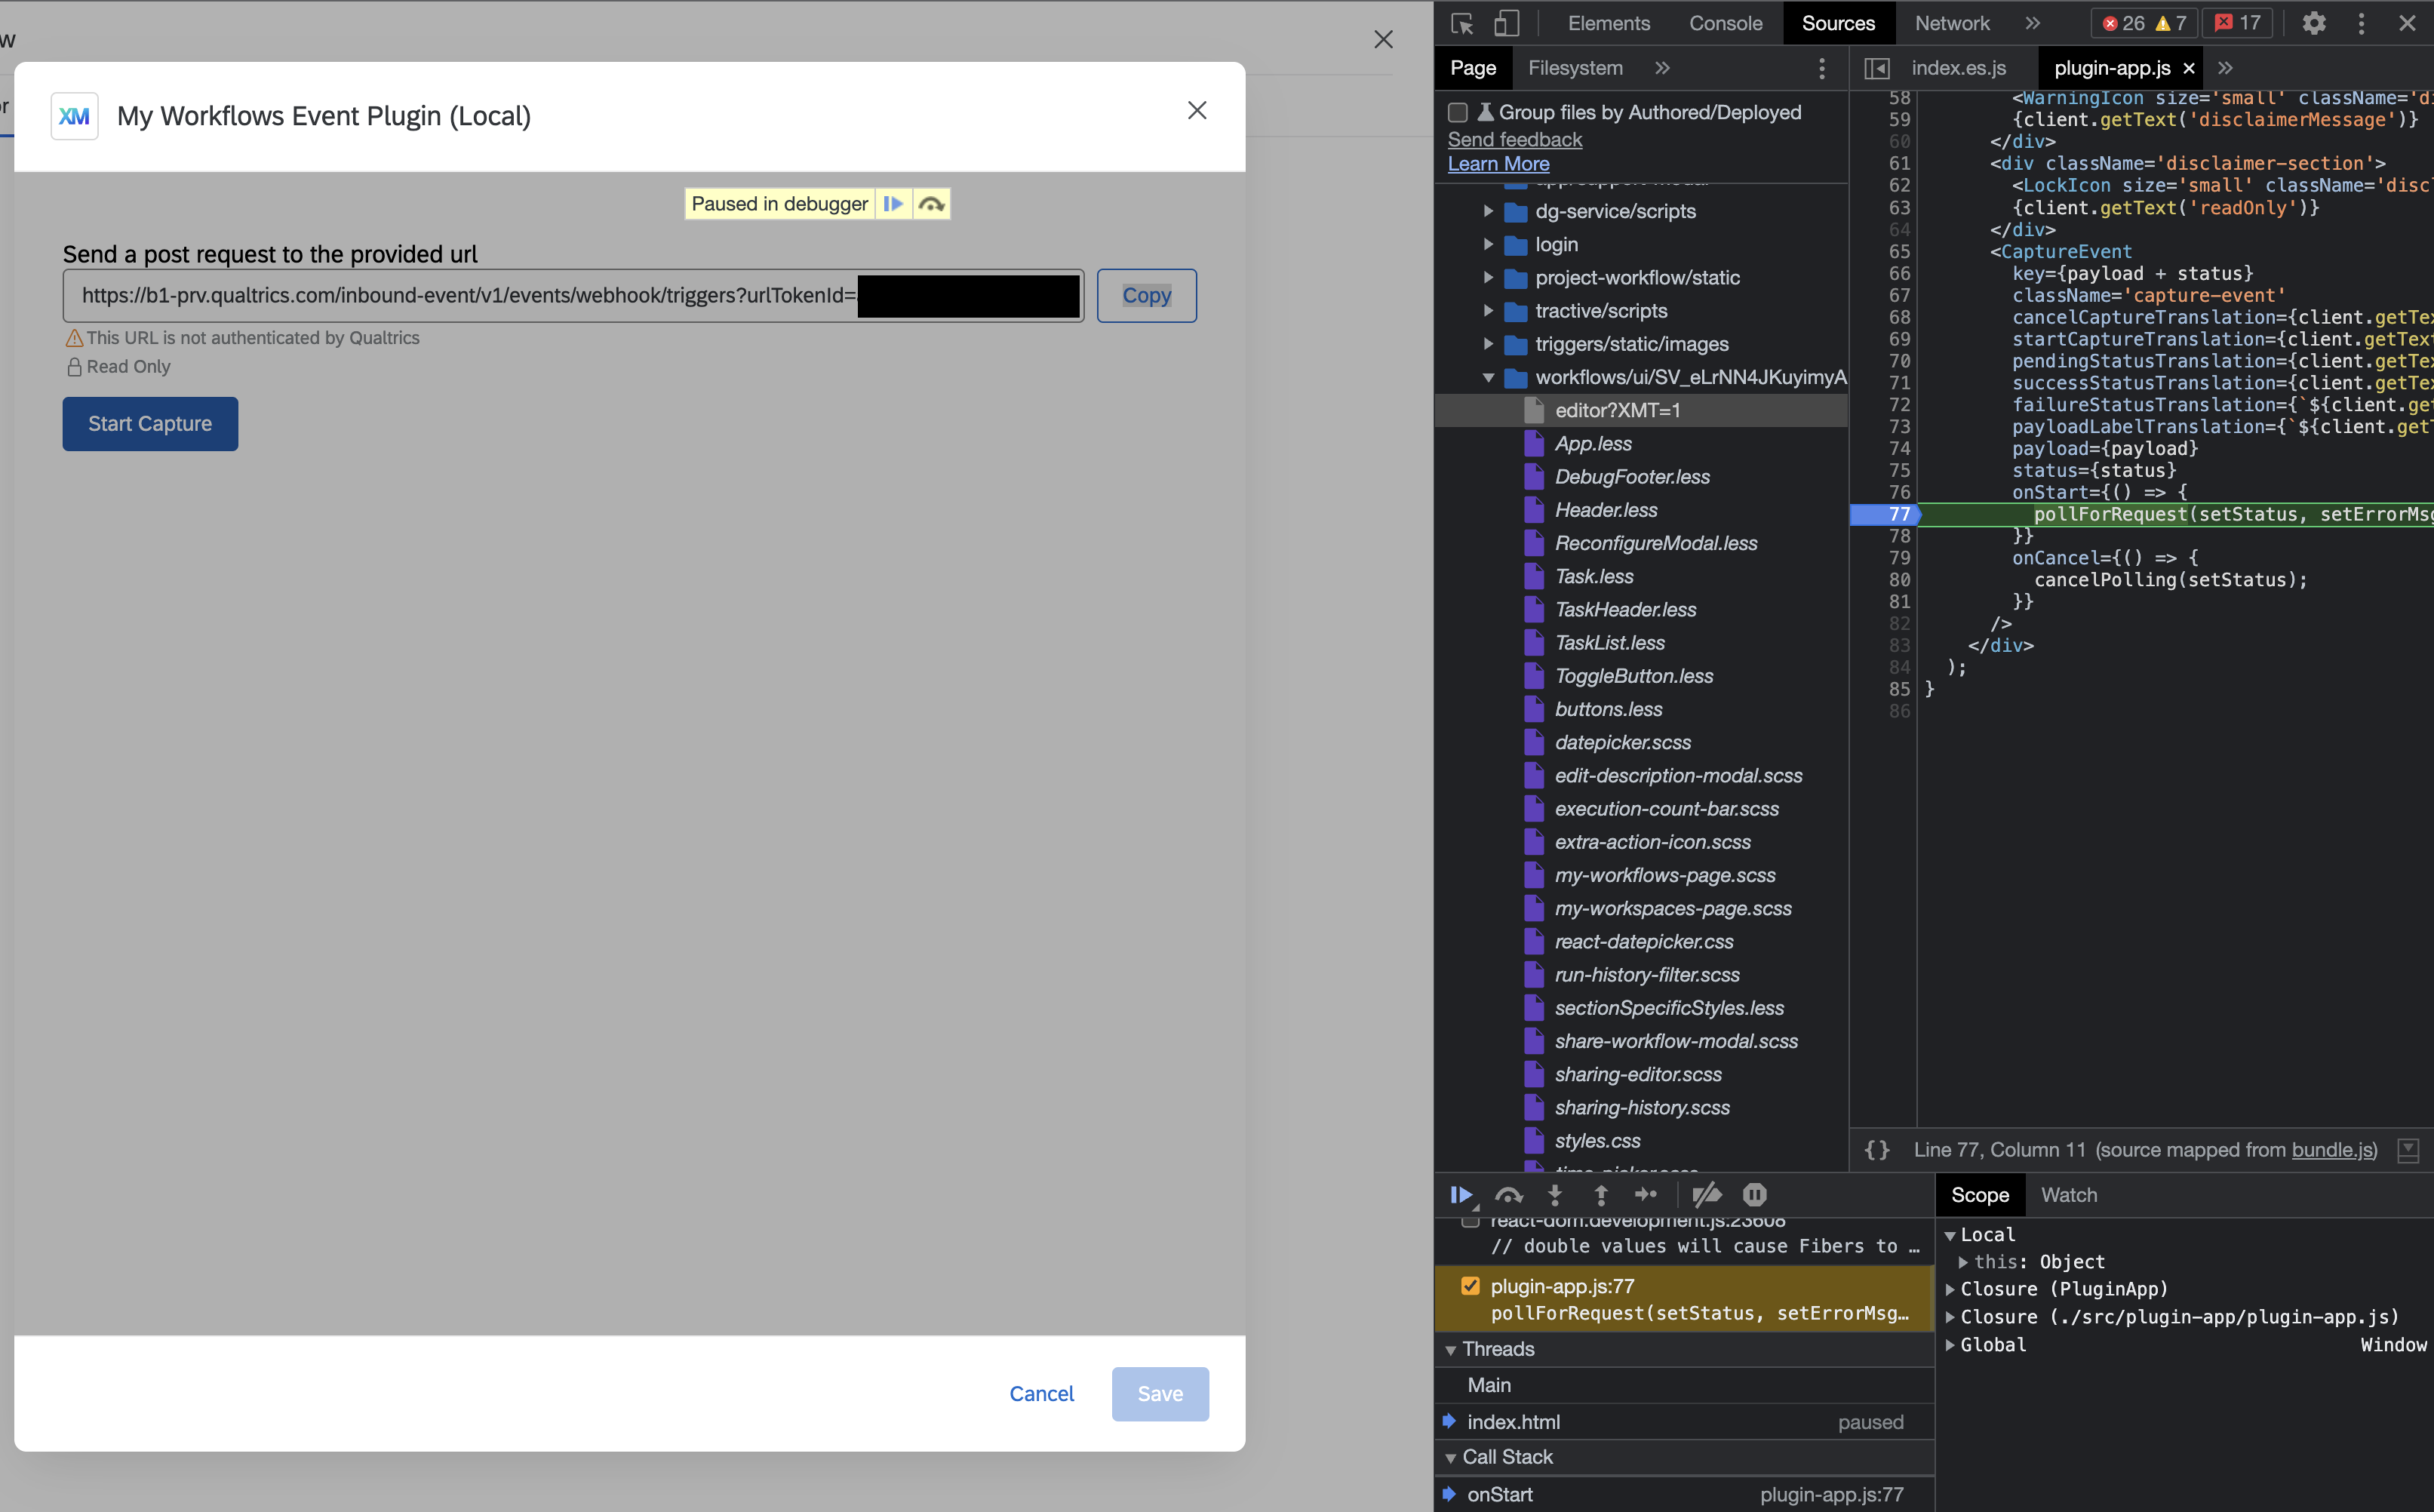 w
or
XM My Workflows Event Plugin (Local)
Paused in debugger
Send a post request to the provided url
https://b1-prv.qualtrics.com/inbound-event/v1/events/webhook/triggers?urlTokenId=
Copy
This URL is not authenticated by Qualtrics
Read Only
Start Capture
Cancel Save
Elements Console Sources Network 26 7 17
Page Filesystem
Group files by Authored/Deployed
Send feedback
Learn More
dg-service/scripts
login
project-workflow/static
tractive/scripts
triggers/static/images
workflows/ui/SV_eLrNN4JKuyimyA
editor?XMT=1
App.less
DebugFooter.less
Header.less
ReconfigureModal.less
Task.less
TaskHeader.less
TaskList.less
ToggleButton.less
buttons.less
datepicker.scss
edit-description-modal.scss
execution-count-bar.scss
extra-action-icon.scss
my-workflows-page.scss
my-workspaces-page.scss
react-datepicker.css
run-history-filter.scss
sectionSpecificStyles.less
share-workflow-modal.scss
sharing-editor.scss
sharing-history.scss
styles.css
index.es.js plugin-app.js
58 <WarningIcon size='small' className='d
59 {client.getText('disclaimerMessage')}
60 </div>
61 <div className='disclaimer-section'>
62 <LockIcon size='small' className='disc
63 {client.getText('readOnly')}
64 </div>
65 <CaptureEvent
66 key={payload + status}
67 className='capture-event'
68 cancelCaptureTranslation={client.getTex
69 startCaptureTranslation={client.getText
70 pendingStatusTranslation={client.getTex
71 successStatusTranslation={client.getTex
72 failureStatusTranslation={`${client.get
73 payloadLabelTranslation={`${client.getT
74 payload={payload}
75 status={status}
76 onStart={() => {
77 pollForRequest(setStatus, setErrorMsg
78 }}
79 onCancel={() => {
80 cancelPolling(setStatus);
81 }}
82 />
83 </div>
84 );
85 }
86
{} Line 77, Column 11 (source mapped from bundle.js)
react-dom.development.js:23608
// double values will cause Fibers to …
plugin-app.js:77
pollForRequest(setStatus, setErrorMsg…
Threads
Main
index.html paused
Call Stack
onStart plugin-app.js:77
Scope Watch
Local
this: Object
Closure (PluginApp)
Closure (./src/plugin-app/plugin-app.js)
Global Window